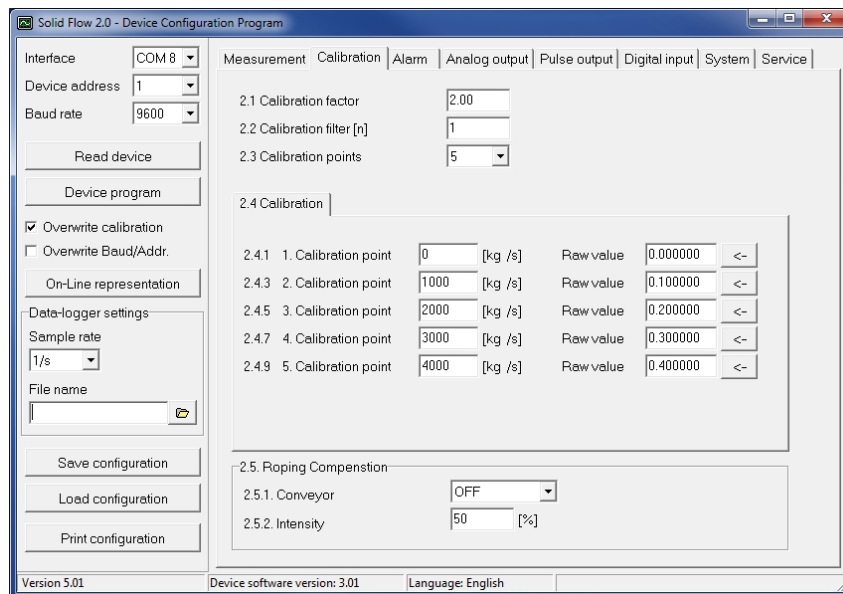 Solid Flow 2.0 - Device Configuration Program
Interface COM 8
Device address 1
Baud rate 9600
Read device
Device program
Overwrite calibration
Overwrite Baud/Addr.
On-Line representation
Data-logger settings
Sample rate
1/s
File name
Save configuration
Load configuration
Print configuration
Measurement Calibration Alarm Analog output Pulse output Digital input System Service
2.1 Calibration factor 2.00
2.2 Calibration filter [n] 1
2.3 Calibration points 5
2.4 Calibration
2.4.1 1. Calibration point 0 [kg /s] Raw value 0.000000 <-
2.4.3 2. Calibration point 1000 [kg /s] Raw value 0.100000 <-
2.4.5 3. Calibration point 2000 [kg /s] Raw value 0.200000 <-
2.4.7 4. Calibration point 3000 [kg /s] Raw value 0.300000 <-
2.4.9 5. Calibration point 4000 [kg /s] Raw value 0.400000 <-
2.5. Roping Compenstion
2.5.1. Conveyor OFF
2.5.2. Intensity 50 [%]
Version 5.01 Device software version: 3.01 Language: English